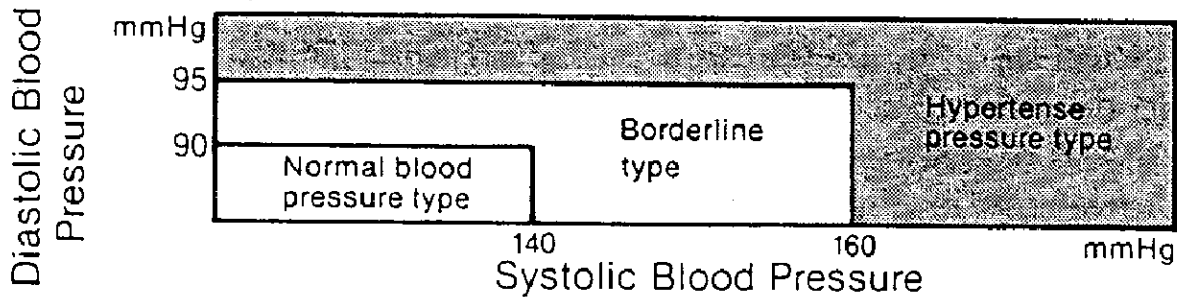 mmHg
Diastolic Blood
Pressure
95
90
Normal blood
pressure type
Borderline
type
Hypertense
pressure type
140
160
mmHg
Systolic Blood Pressure